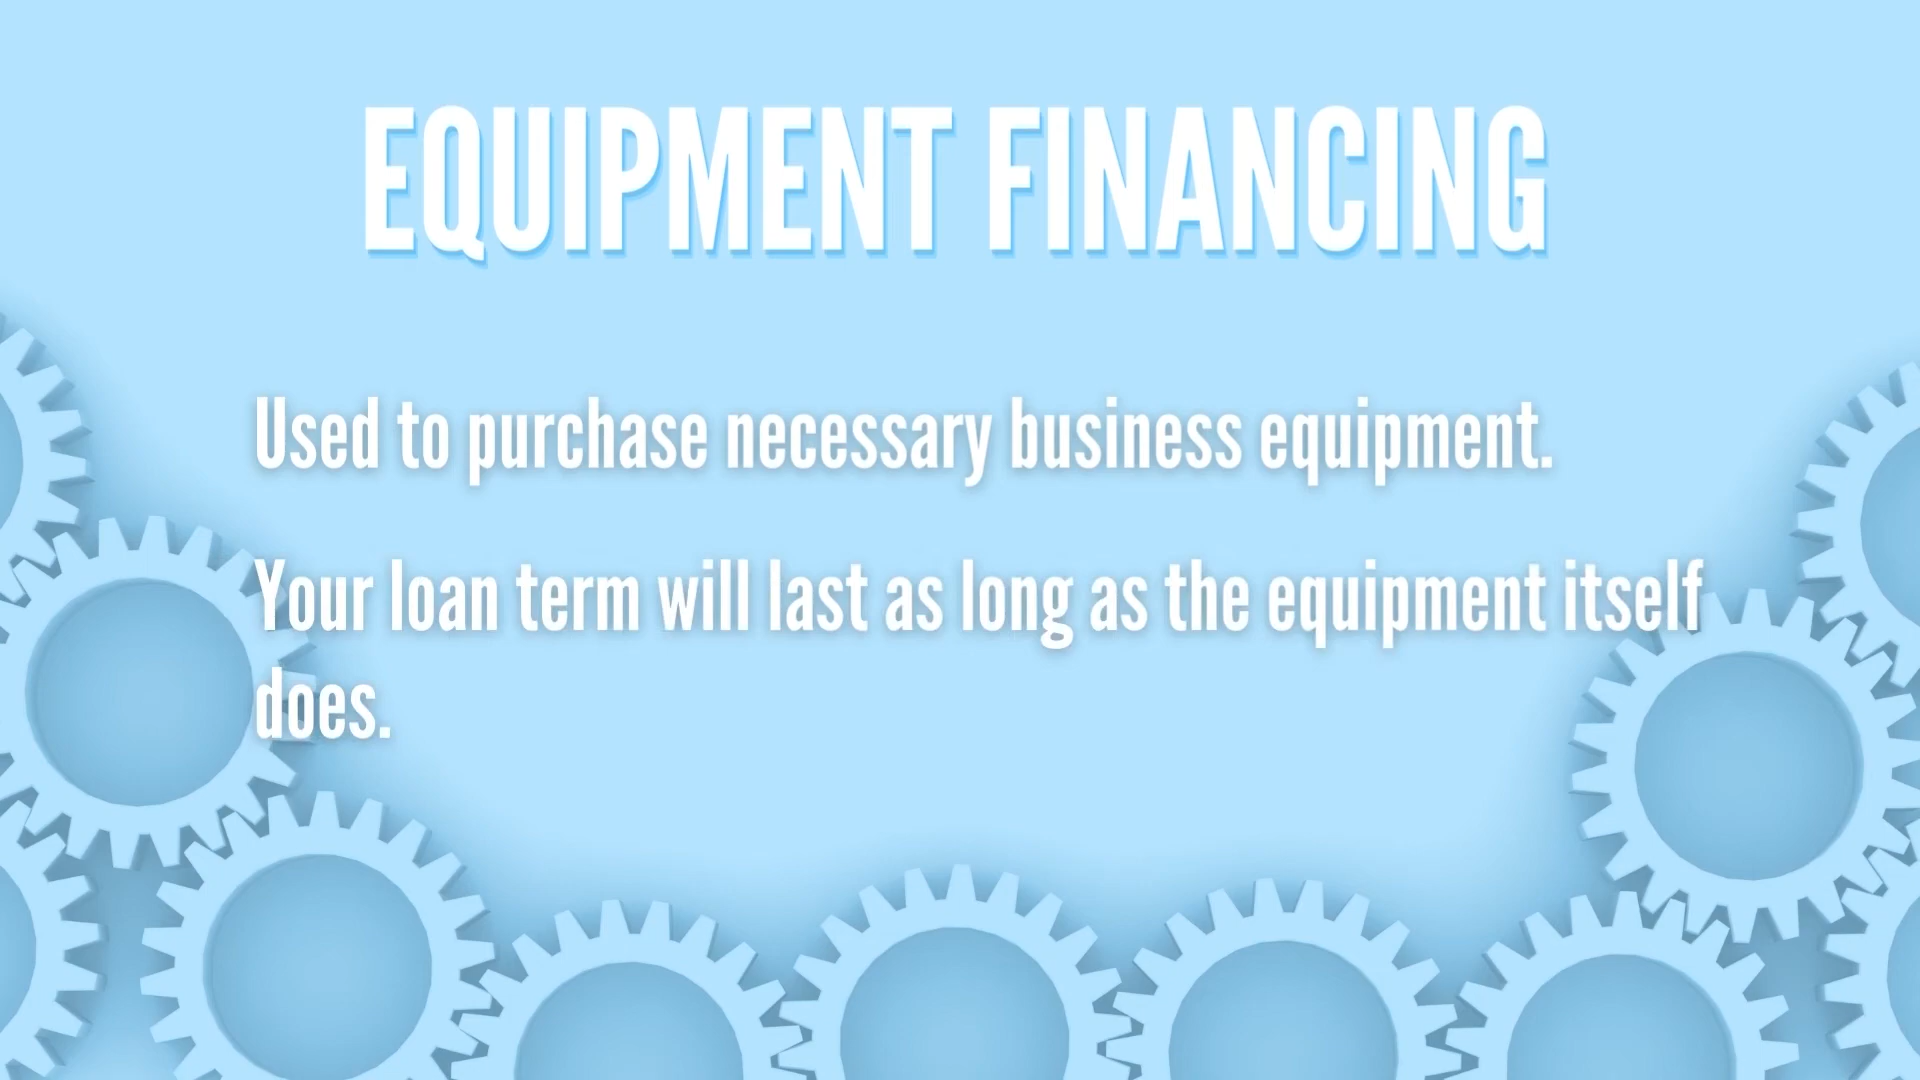 EQUIPMENT FINANCING
Used to purchase necessary business equipment.
Your loan term will last as long as the equipment itself
does.